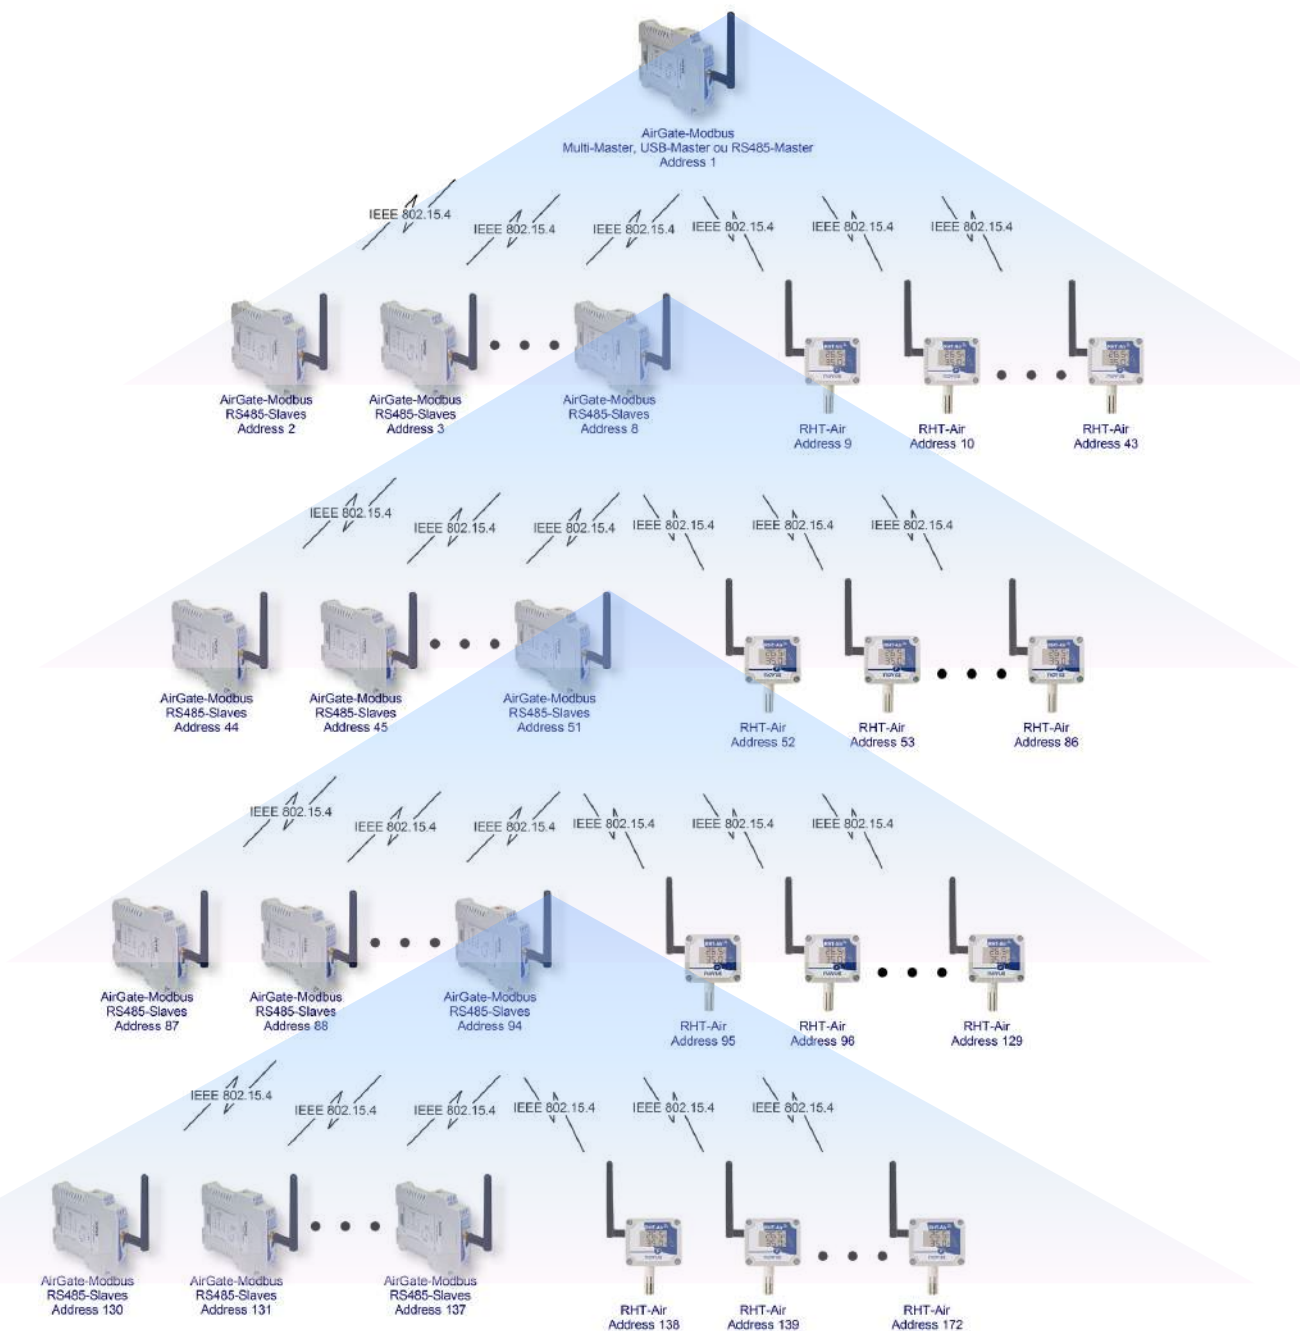 AirGate-Modbus
Multi-Master, USB-Master ou RS485-Master
Address 1
IEEE 802.15.4
IEEE 802.15.4
IEEE 802.15.4
IEEE 802.15.4
IEEE 802.15.4
IEEE 802.15.4
AirGate-Modbus
RS485-Slaves
Address 2
AirGate-Modbus
RS485-Slaves
Address 3
AirGate-Modbus
RS485-Slaves
Address 8
RHT-Air
Address 9
RHT-Air
Address 10
RHT-Air
Address 43
IEEE 802.15.4
IEEE 802.15.4
IEEE 802.15.4
IEEE 802.15.4
IEEE 802.15.4
IEEE 802.15.4
AirGate-Modbus
RS485-Slaves
Address 44
AirGate-Modbus
RS485-Slaves
Address 45
AirGate-Modbus
RS485-Slaves
Address 51
RHT-Air
Address 52
RHT-Air
Address 53
RHT-Air
Address 86
IEEE 802.15.4
IEEE 802.15.4
IEEE 802.15.4
IEEE 802.15.4
IEEE 802.15.4
IEEE 802.15.4
AirGate-Modbus
RS485-Slaves
Address 87
AirGate-Modbus
RS485-Slaves
Address 88
AirGate-Modbus
RS485-Slaves
Address 94
RHT-Air
Address 95
RHT-Air
Address 96
RHT-Air
Address 129
IEEE 802.15.4
IEEE 802.15.4
IEEE 802.15.4
IEEE 802.15.4
IEEE 802.15.4
IEEE 802.15.4
AirGate-Modbus
RS485-Slaves
Address 130
AirGate-Modbus
RS485-Slaves
Address 131
AirGate-Modbus
RS485-Slaves
Address 137
RHT-Air
Address 138
RHT-Air
Address 139
RHT-Air
Address 172